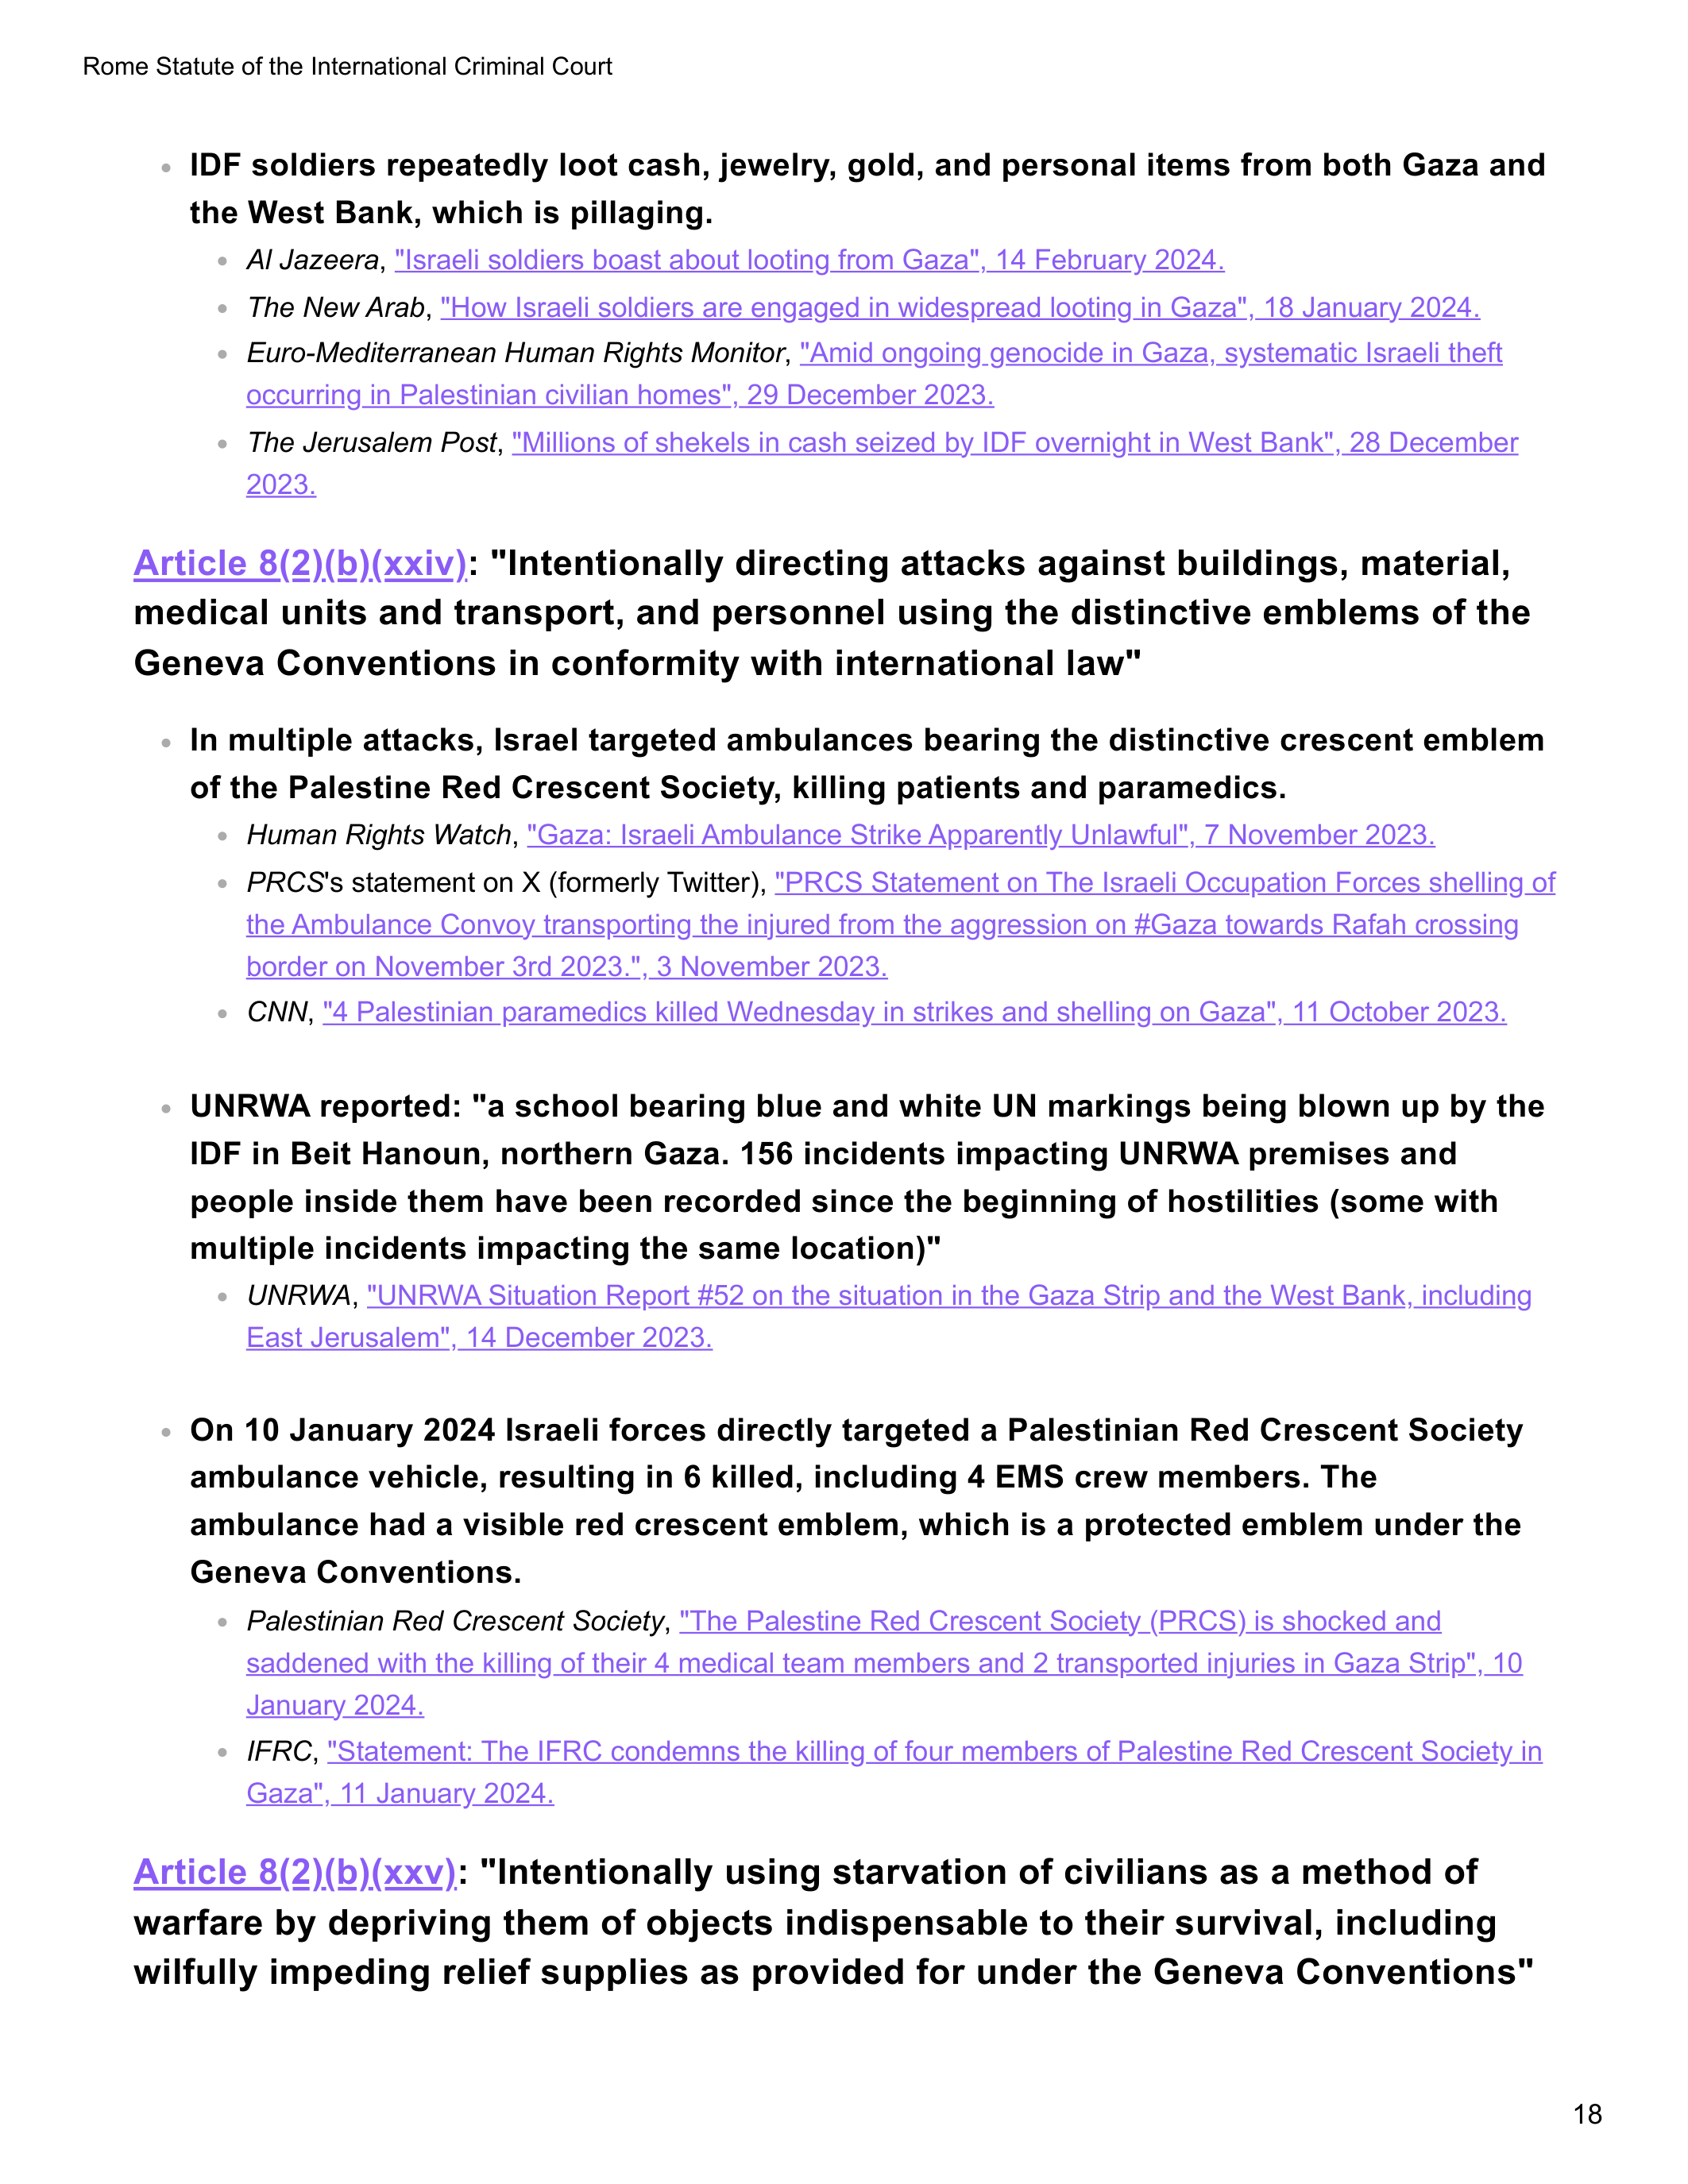 Rome Statute of the International Criminal Court
IDF soldiers repeatedly loot cash, jewelry, gold, and personal items from both Gaza and
the West Bank, which is pillaging.
Al Jazeera, "Israeli soldiers boast about looting from Gaza", 14 February 2024.
The New Arab, "How Israeli soldiers are engaged in widespread looting in Gaza", 18 January 2024.
Euro-Mediterranean Human Rights Monitor, "Amid ongoing genocide in Gaza, systematic Israeli theft
occurring in Palestinian civilian homes", 29 December 2023.
The Jerusalem Post, "Millions of shekels in cash seized by IDF overnight in West Bank", 28 December
2023.
Article 8(2)(b)(xxiv): "Intentionally directing attacks against buildings, material,
medical units and transport, and personnel using the distinctive emblems of the
Geneva Conventions in conformity with international law"
In multiple attacks, Israel targeted ambulances bearing the distinctive crescent emblem
of the Palestine Red Crescent Society, killing patients and paramedics.
Human Rights Watch, "Gaza: Israeli Ambulance Strike Apparently Unlawful", 7 November 2023.
PRCS's statement on X (formerly Twitter), "PRCS Statement on The Israeli Occupation Forces shelling of
the Ambulance Convoy transporting the injured from the aggression on #Gaza towards Rafah crossing
border on November 3rd 2023.", 3 November 2023.
CNN, "4 Palestinian paramedics killed Wednesday in strikes and shelling on Gaza", 11 October 2023.
UNRWA reported: "a school bearing blue and white UN markings being blown up by the
IDF in Beit Hanoun, northern Gaza. 156 incidents impacting UNRWA premises and
people inside them have been recorded since the beginning of hostilities (some with
multiple incidents impacting the same location)"
UNRWA, "UNRWA Situation Report #52 on the situation in the Gaza Strip and the West Bank, including
East Jerusalem", 14 December 2023.
On 10 January 2024 Israeli forces directly targeted a Palestinian Red Crescent Society
ambulance vehicle, resulting in 6 killed, including 4 EMS crew members. The
ambulance had a visible red crescent emblem, which is a protected emblem under the
Geneva Conventions.
Palestinian Red Crescent Society, "The Palestine Red Crescent Society (PRCS) is shocked and
saddened with the killing of their 4 medical team members and 2 transported injuries in Gaza Strip", 10
January 2024.
IFRC, "Statement: The IFRC condemns the killing of four members of Palestine Red Crescent Society in
Gaza", 11 January 2024.
Article 8(2)(b)(xxv): "Intentionally using starvation of civilians as a method of
warfare by depriving them of objects indispensable to their survival, including
wilfully impeding relief supplies as provided for under the Geneva Conventions"
18